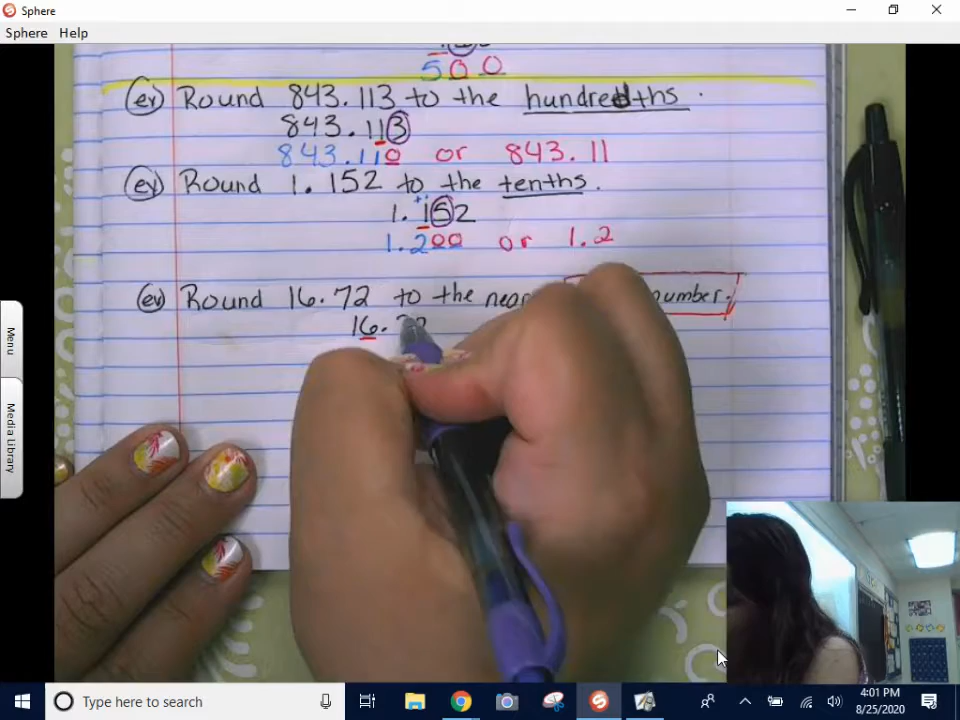 Sphere
Sphere Help
500
ex Round 843.113 to the hundredths.
843.113
843.110 or 843.11
ex Round 1.152 to the tenths.
+1
1.152
1.200 or 1.2
ex Round 16.72 to the number.
16.
Menu
Media Library
Type here to search
4:01 PM
8/25/2020